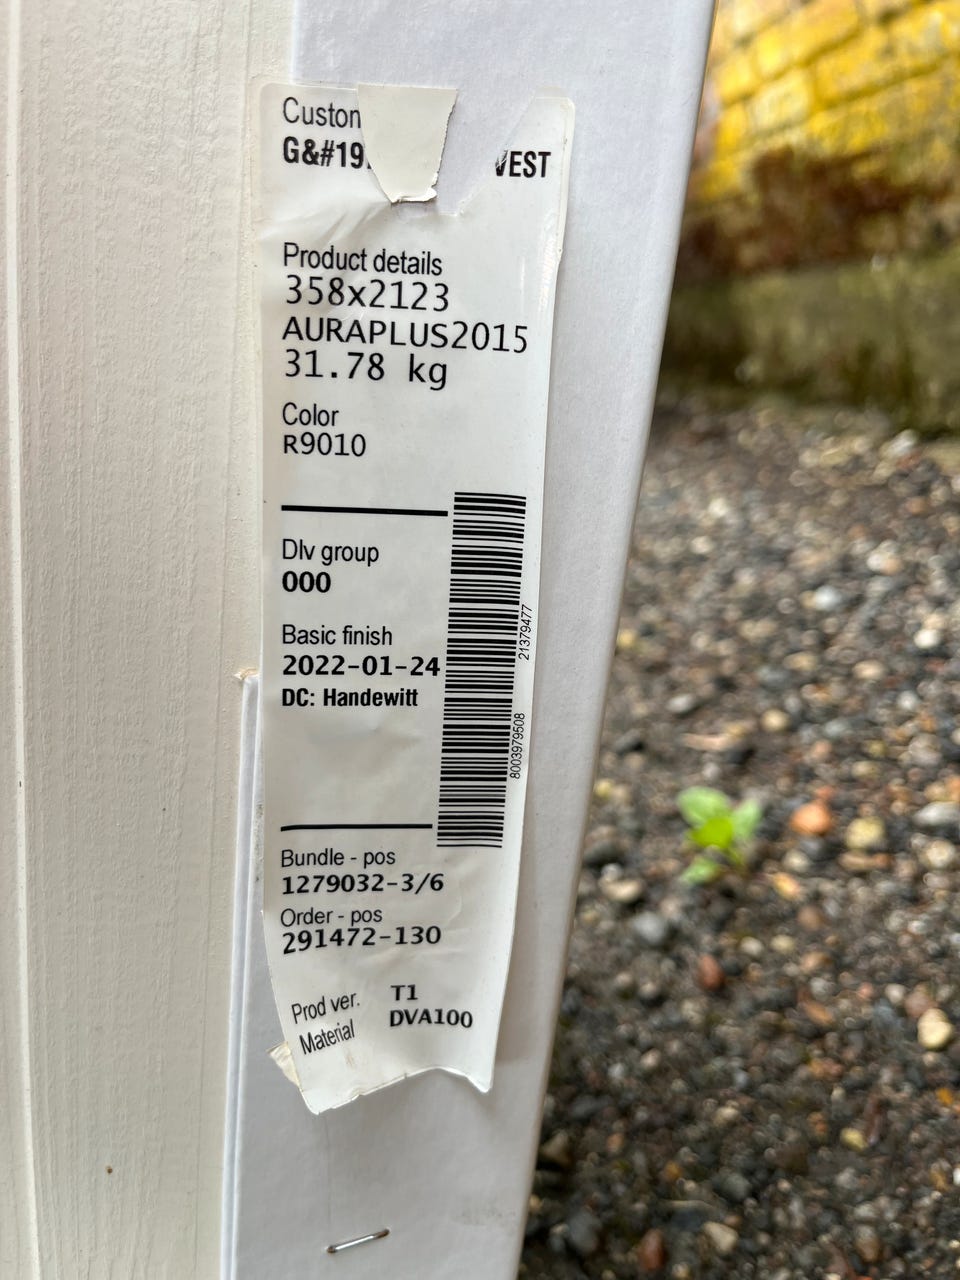 Custon
G&#19 VEST
Product details
358x2123
AURAPLUS2015
31.78 kg
Color
R9010
Dlv group
000
Basic finish
2022-01-24
DC: Handewitt
21379477
8003979508
Bundle - pos
1279032-3/6
Order - pos
291472-130
Prod ver. T1
Material DVA100